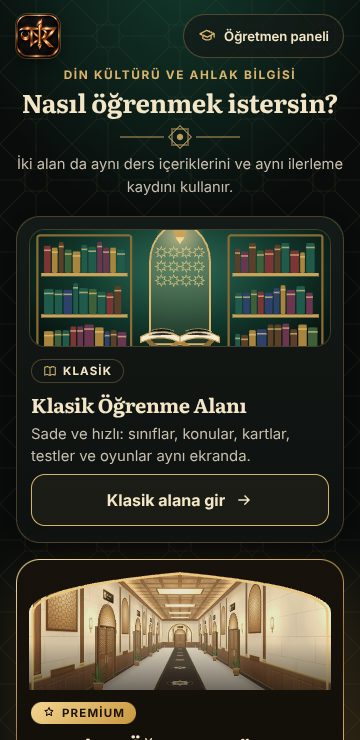 Öğretmen paneli
DİN KÜLTÜRÜ VE AHLAK BİLGİSİ
Nasıl öğrenmek istersin?
İki alan da aynı ders içeriklerini ve aynı ilerleme
kaydını kullanır.
KLASİK
Klasik Öğrenme Alanı
Sade ve hızlı: sınıflar, konular, kartlar,
testler ve oyunlar aynı ekranda.
Klasik alana gir →
PREMİUM